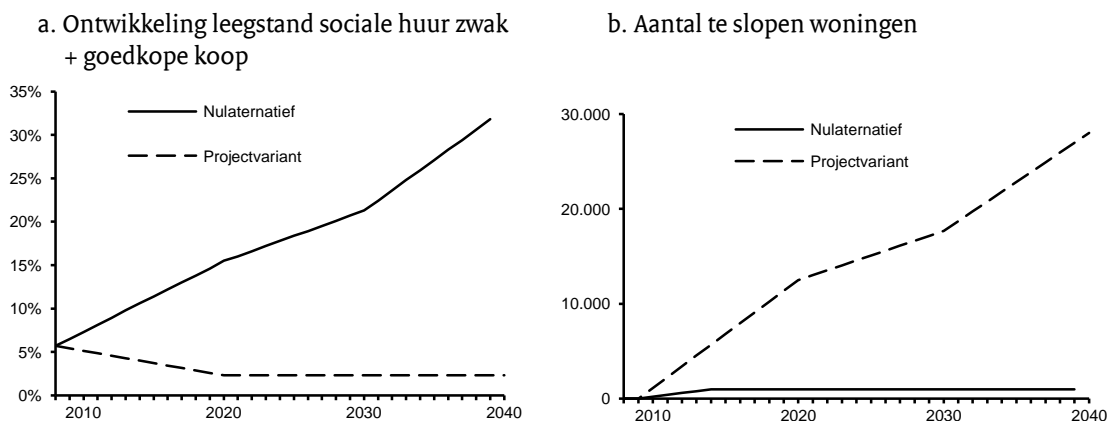 a. Ontwikkeling leegstand sociale huur zwak
+ goedkope koop
35%
30%
25%
20%
15%
10%
5%
0%
2010 2020 2030 2040
Nulaternatief
Projectvariant
b. Aantal te slopen woningen
30.000
20.000
10.000
0
2010 2020 2030 2040
Nulaternatief
Projectvariant